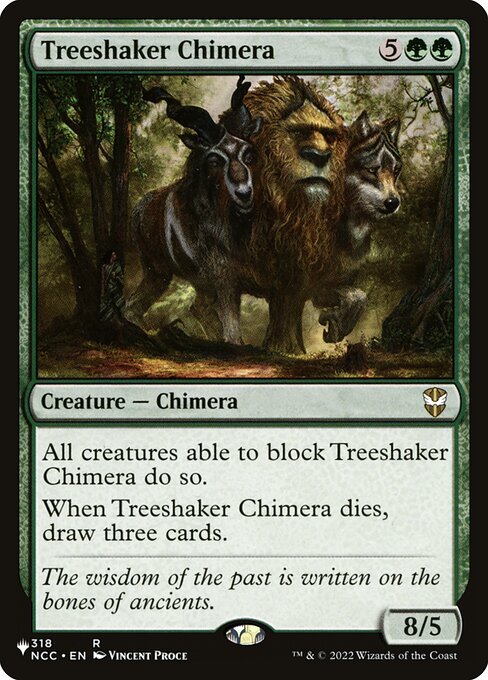 Treeshaker Chimera 5
Creature — Chimera
All creatures able to block Treeshaker
Chimera do so.
When Treeshaker Chimera dies,
draw three cards.
The wisdom of the past is written on the
bones of ancients.
8/5
318 R
NCC • EN Vincent Proce
™ & © 2022 Wizards of the Coast